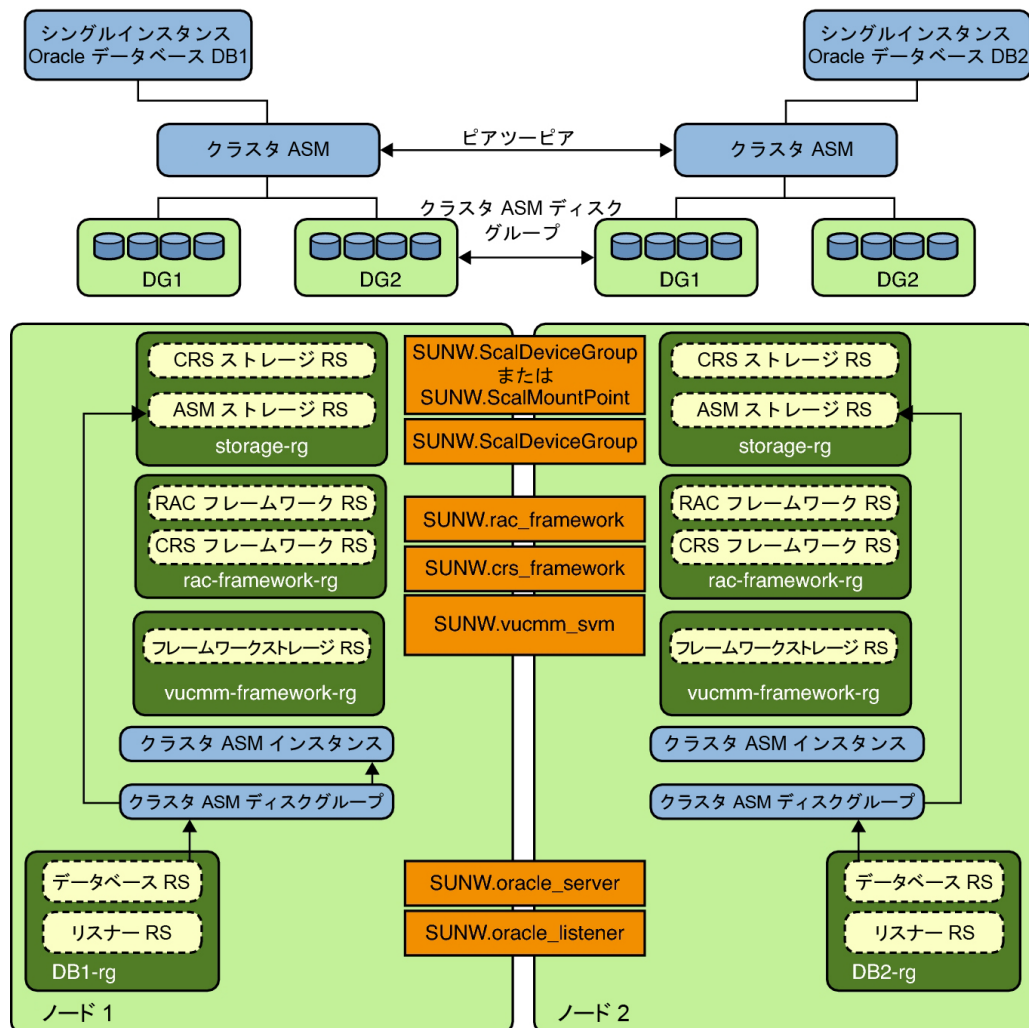 シングルインスタンス
Oracle データベース DB1
シングルインスタンス
Oracle データベース DB2
クラスタ ASM
ピアツーピア
クラスタ ASM
クラスタ ASM ディスク
グループ
DG1
DG2
DG1
DG2
CRS ストレージ RS
ASM ストレージ RS
storage-rg
SUNW.ScalDeviceGroup
または
SUNW.ScalMountPoint
SUNW.ScalDeviceGroup
CRS ストレージ RS
ASM ストレージ RS
storage-rg
RAC フレームワーク RS
CRS フレームワーク RS
rac-framework-rg
SUNW.rac_framework
SUNW.crs_framework
RAC フレームワーク RS
CRS フレームワーク RS
rac-framework-rg
SUNW.vucmm_svm
フレームワークストレージ RS
vucmm-framework-rg
フレームワークストレージ RS
vucmm-framework-rg
クラスタ ASM インスタンス
クラスタ ASM インスタンス
クラスタ ASM ディスクグループ
クラスタ ASM ディスクグループ
データベース RS
リスナー RS
DB1-rg
SUNW.oracle_server
SUNW.oracle_listener
データベース RS
リスナー RS
DB2-rg
ノード 1
ノード 2